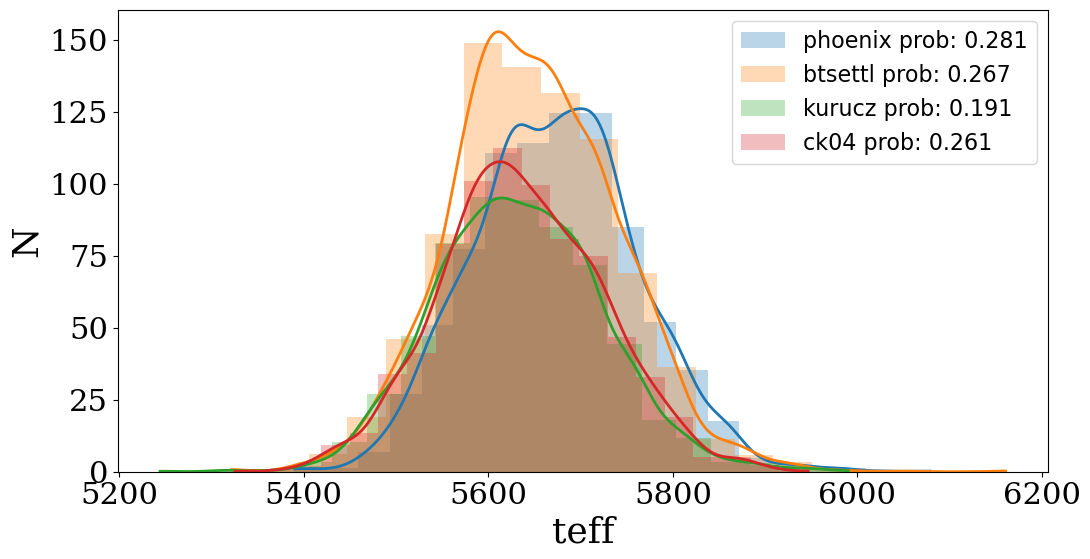 150
125
100
75
50
25
0
N
phoenix prob: 0.281
btsettl prob: 0.267
kurucz prob: 0.191
ck04 prob: 0.261
5200 5400 5600 5800 6000 6200
teff